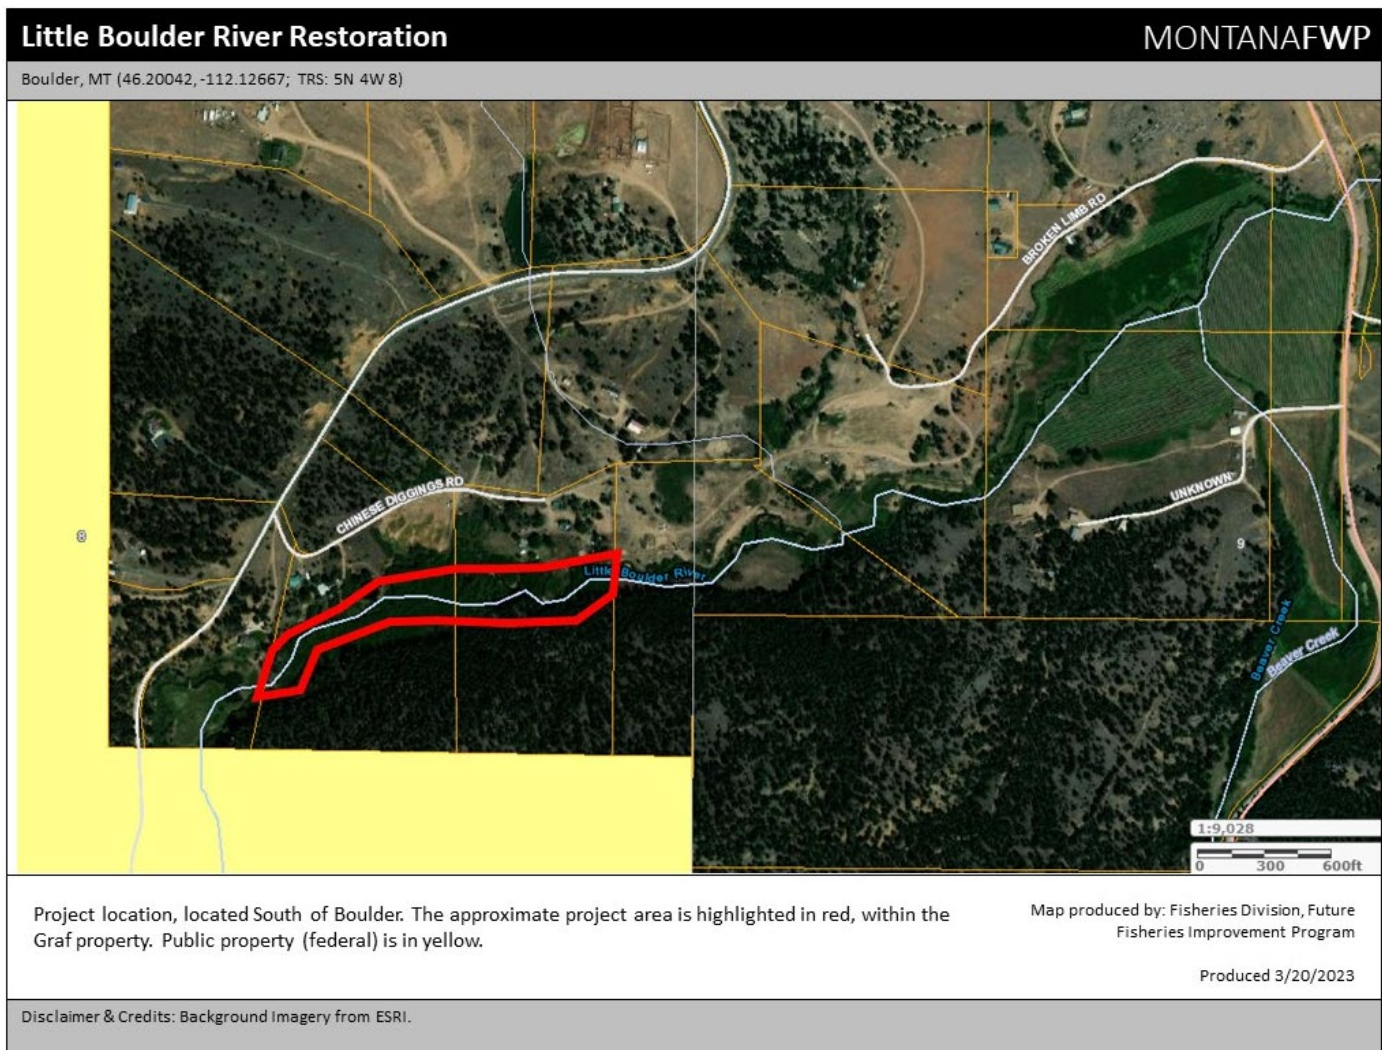 Little Boulder River Restoration
MONTANAFWP
Boulder, MT (46.20042, -112.12667; TRS: 5N 4W 8)
BROKEN LIMB RD
CHINESE DIGGINGS RD
UNKNOWN
8
9
Little Boulder River
Beaver Creek
Beaver Creek
1:9,028
0 300 600ft
Project location, located South of Boulder. The approximate project area is highlighted in red, within the
Graf property. Public property (federal) is in yellow.
Map produced by: Fisheries Division, Future
Fisheries Improvement Program
Produced 3/20/2023
Disclaimer & Credits: Background Imagery from ESRI.